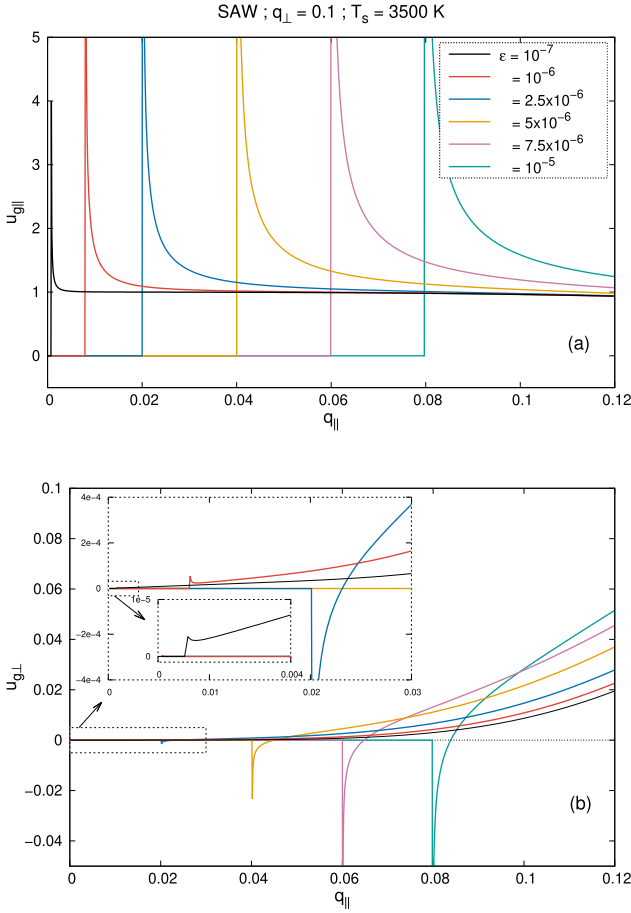 SAW ; q⊥ = 0.1 ; Tₛ = 3500 K
5
4
3
2
1
0
u_g||
ε = 10⁻⁷
= 10⁻⁶
= 2.5x10⁻⁶
= 5x10⁻⁶
= 7.5x10⁻⁶
= 10⁻⁵
(a)
0 0.02 0.04 0.06 0.08 0.1 0.12
q||
0.1
0.08
0.06
0.04
0.02
0
−0.02
−0.04
u_g⊥
4e−4
2e−4
0
−2e−4
−4e−4
0 0.01 0.02 0.03
1e−5
0
0 0.004
(b)
0 0.02 0.04 0.06 0.08 0.1 0.12
q||